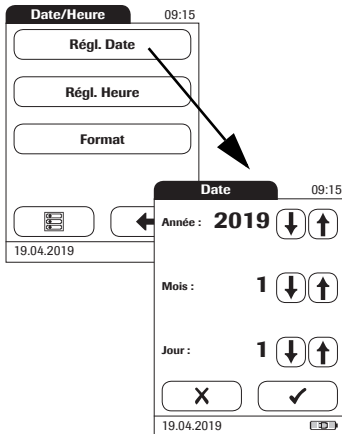 Date/Heure 09:15
Régl. Date
Régl. Heure
Format
19.04.2019
Date 09:15
Année : 2019
Mois : 1
Jour : 1
19.04.2019